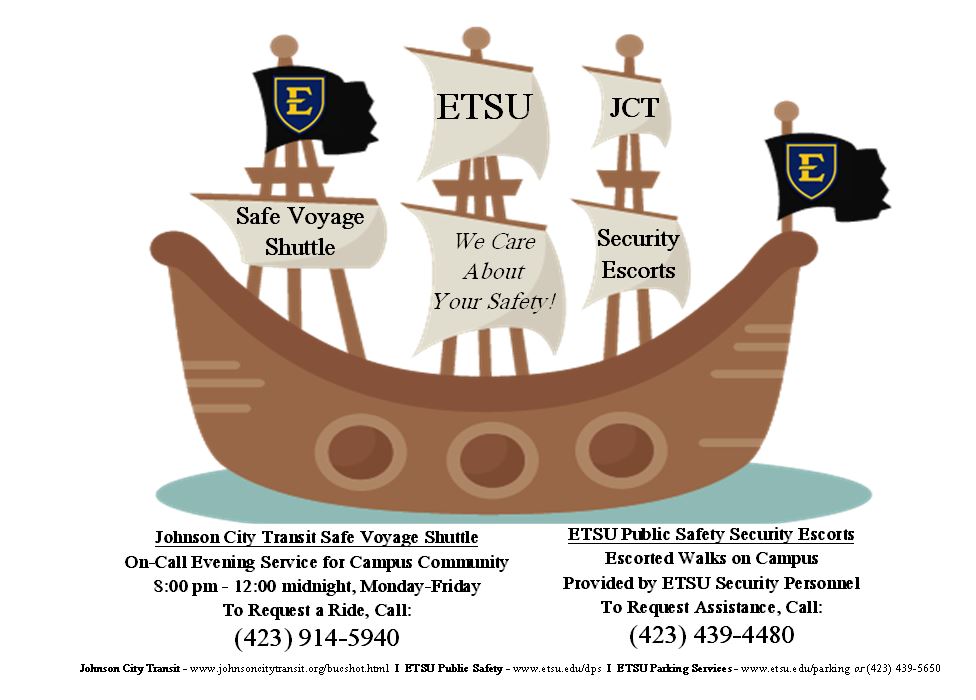 E
ETSU
JCT
E
Safe Voyage
Shuttle
We Care
About
Your Safety!
Security
Escorts
Johnson City Transit Safe Voyage Shuttle
On-Call Evening Service for Campus Community
8:00 pm - 12:00 midnight, Monday-Friday
To Request a Ride, Call:
(423) 914-5940
ETSU Public Safety Security Escorts
Escorted Walks on Campus
Provided by ETSU Security Personnel
To Request Assistance, Call:
(423) 439-4480
Johnson City Transit - www.johnsoncitytransit.org/bucshot.html I ETSU Public Safety - www.etsu.edu/dps I ETSU Parking Services - www.etsu.edu/parking or (423) 439-5650